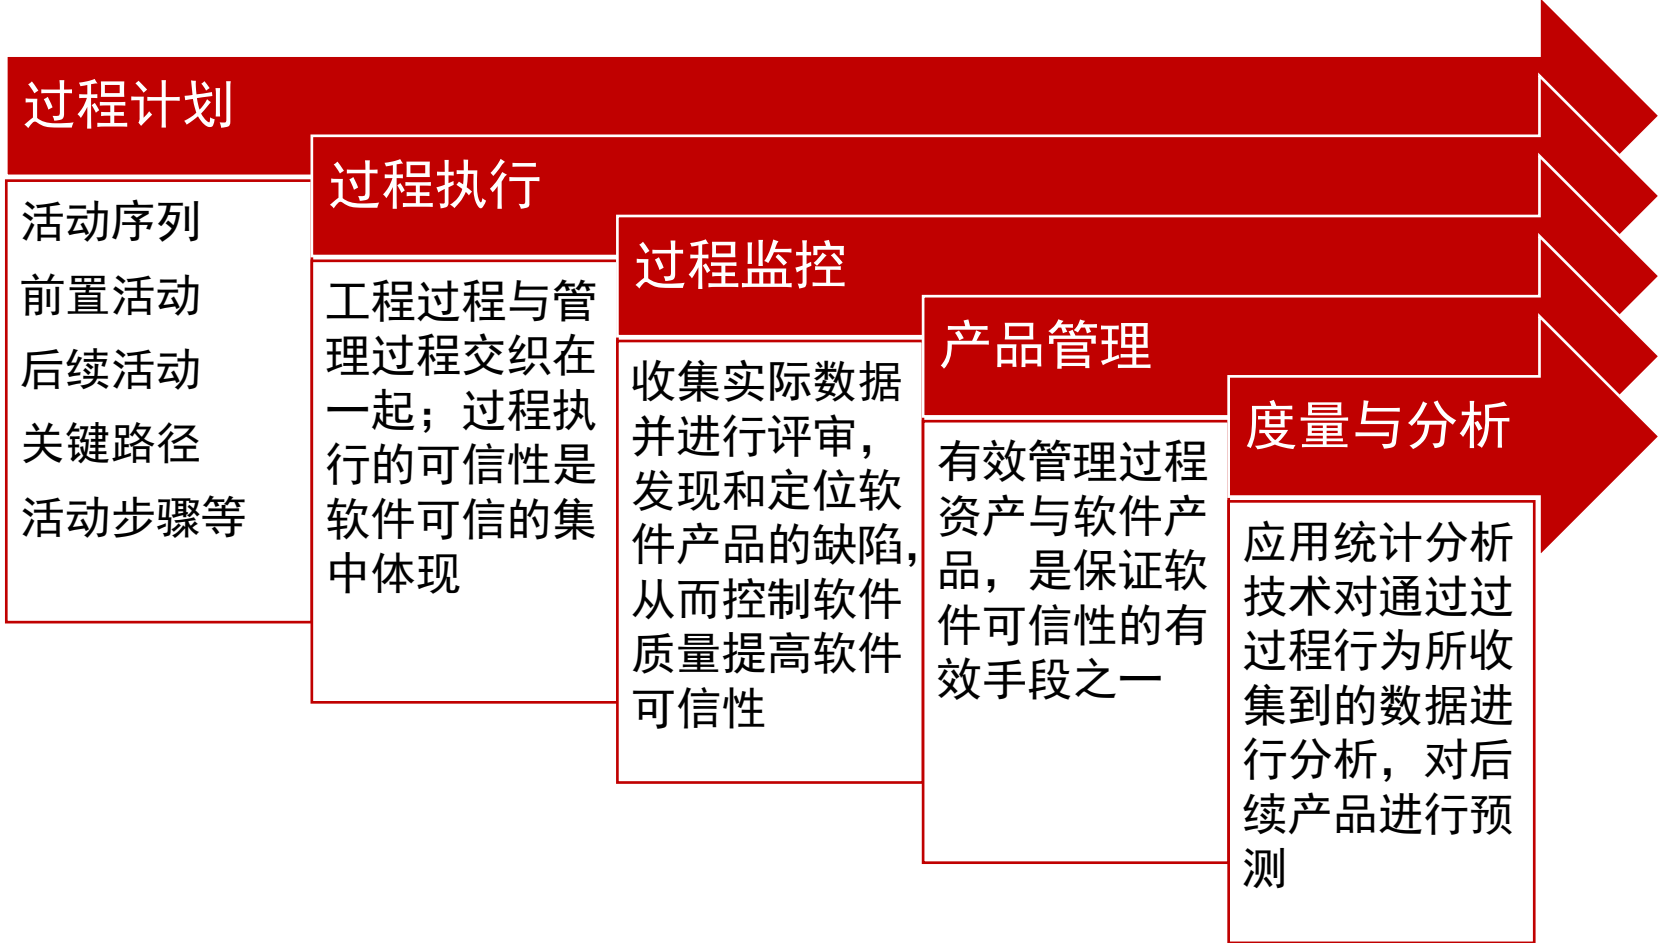 过程计划
活动序列
前置活动
后续活动
关键路径
活动步骤等
过程执行
工程过程与管
理过程交织在
一起；过程执
行的可信性是
软件可信的集
中体现
过程监控
收集实际数据
并进行评审，
发现和定位软
件产品的缺陷，
从而控制软件
质量提高软件
可信性
产品管理
有效管理过程
资产与软件产
品，是保证软
件可信性的有
效手段之一
度量与分析
应用统计分析
技术对通过过
过程行为所收
集到的数据进
行分析，对后
续产品进行预
测